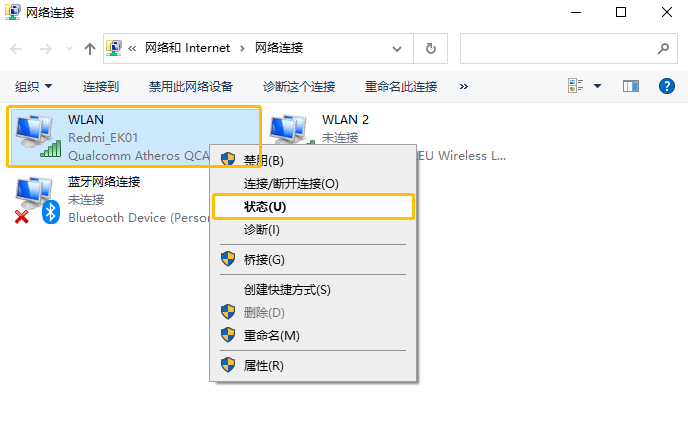 网络连接
« 网络和 Internet › 网络连接
组织 连接到 禁用此网络设备 诊断这个连接 重命名此连接 »
WLAN
Redmi_EK01
Qualcomm Atheros QCA
WLAN 2
未连接
EU Wireless L...
蓝牙网络连接
未连接
Bluetooth Device (Person
禁用(B)
连接/断开连接(O)
状态(U)
诊断(I)
桥接(G)
创建快捷方式(S)
删除(D)
重命名(M)
属性(R)